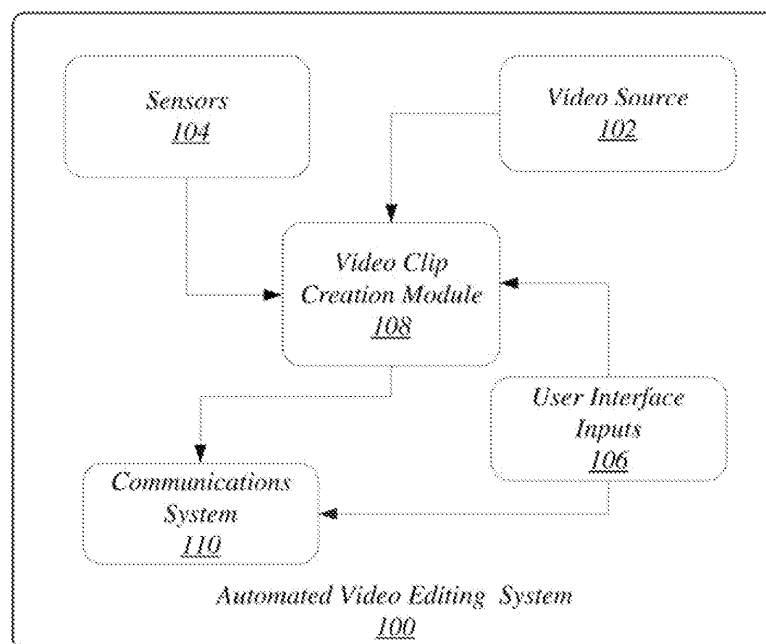 Sensors
104
Video Source
102
Video Clip
Creation Module
108
User Interface
Inputs
106
Communications
System
110
Automated Video Editing System
100